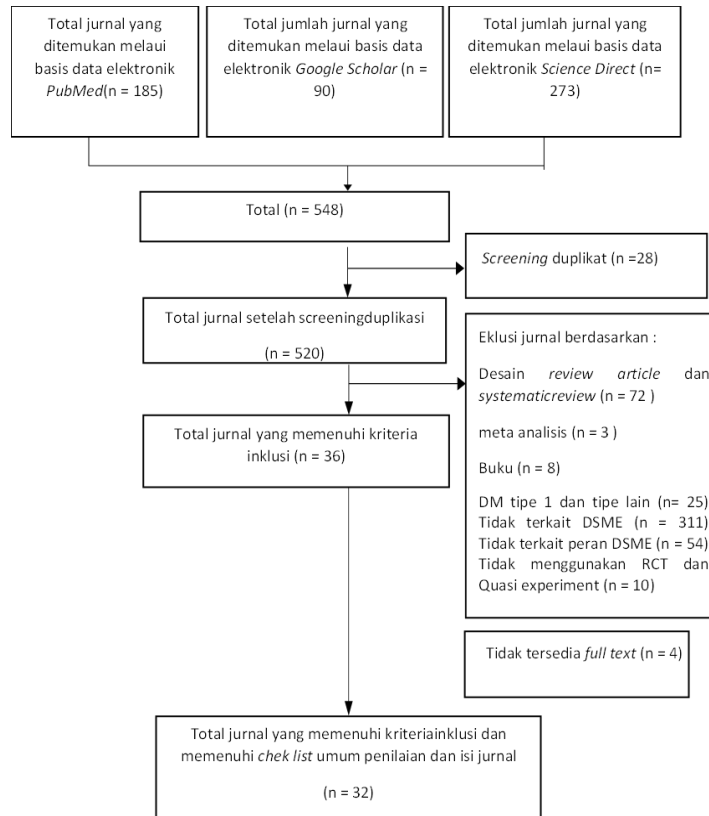 Total jurnal yang
ditemukan melaui
basis data elektronik
PubMed(n = 185)
Total jumlah jurnal yang
ditemukan melaui basis data
elektronik Google Scholar (n =
90)
Total jumlah jurnal yang
ditemukan melaui basis data
elektronik Science Direct (n=
273)
Total (n = 548)
Screening duplikat (n =28)
Total jurnal setelah screeningduplikasi
(n = 520)
Eklusi jurnal berdasarkan :
Desain review article dan
systematicreview (n = 72 )
meta analisis (n = 3 )
Buku (n = 8)
DM tipe 1 dan tipe lain (n= 25)
Tidak terkait DSME (n = 311)
Tidak terkait peran DSME (n = 54)
Tidak menggunakan RCT dan
Quasi experiment (n = 10)
Total jurnal yang memenuhi kriteria
inklusi (n = 36)
Tidak tersedia full text (n = 4)
Total jurnal yang memenuhi kriteriainklusi dan
memenuhi chek list umum penilaian dan isi jurnal
(n = 32)